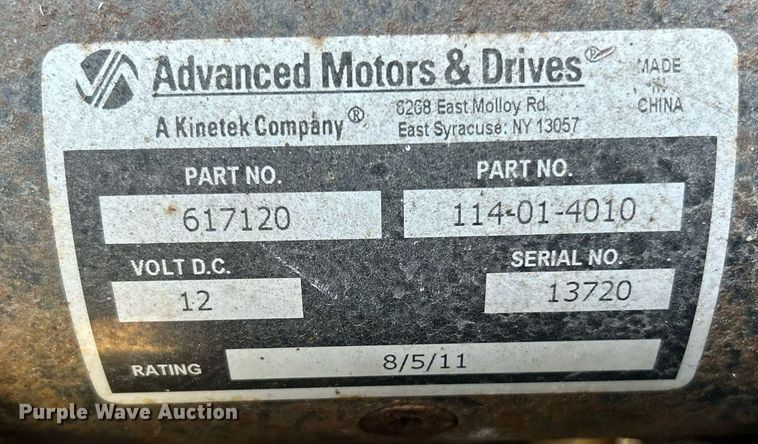 Advanced Motors & Drives®
MADE
IN
CHINA
A Kinetek Company®
6268 East Molloy Rd.
East Syracuse, NY 13057
PART NO.
PART NO.
617120
114-01-4010
VOLT D.C.
SERIAL NO.
12
13720
RATING
8/5/11
Purple Wave Auction